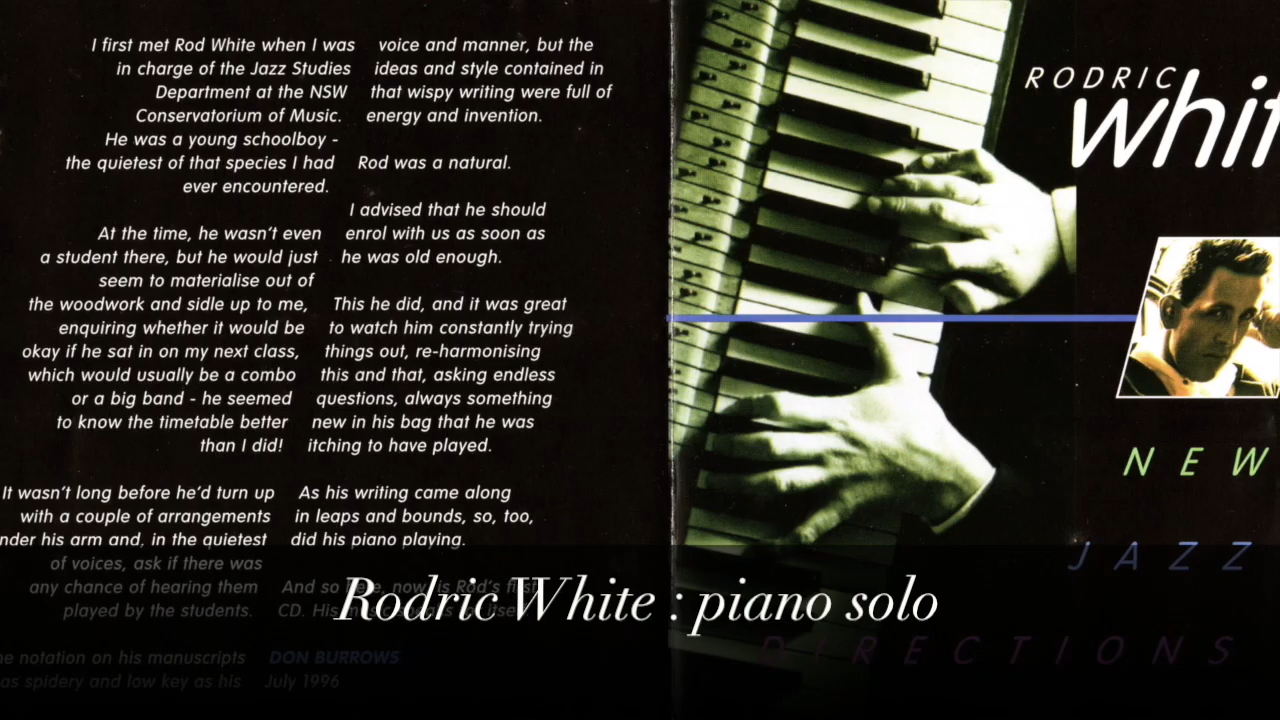 I first met Rod White when I was
in charge of the Jazz Studies
Department at the NSW
Conservatorium of Music.
He was a young schoolboy -
the quietest of that species I had
ever encountered.
At the time, he wasn't even
a student there, but he would just
seem to materialise out of
the woodwork and sidle up to me,
enquiring whether it would be
okay if he sat in on my next class,
which would usually be a combo
or a big band - he seemed
to know the timetable better
than I did!
It wasn't long before he'd turn up
with a couple of arrangements
nder his arm and, in the quietest
of voices, ask if there was
any chance of hearing them
played by the students.
he notation on his manuscripts
as spidery and low key as his
voice and manner, but the
ideas and style contained in
that wispy writing were full of
energy and invention.
Rod was a natural.
I advised that he should
enrol with us as soon as
he was old enough.
This he did, and it was great
to watch him constantly trying
things out, re-harmonising
this and that, asking endless
questions, always something
new in his bag that he was
itching to have played.
As his writing came along
in leaps and bounds, so, too,
did his piano playing.
And so here, now, is Rod's first
CD. His music speaks for itself.
DON BURROWS
July 1996
RODRIC
whit
NEW
JAZZ
DIRECTIONS
Rodric White : piano solo